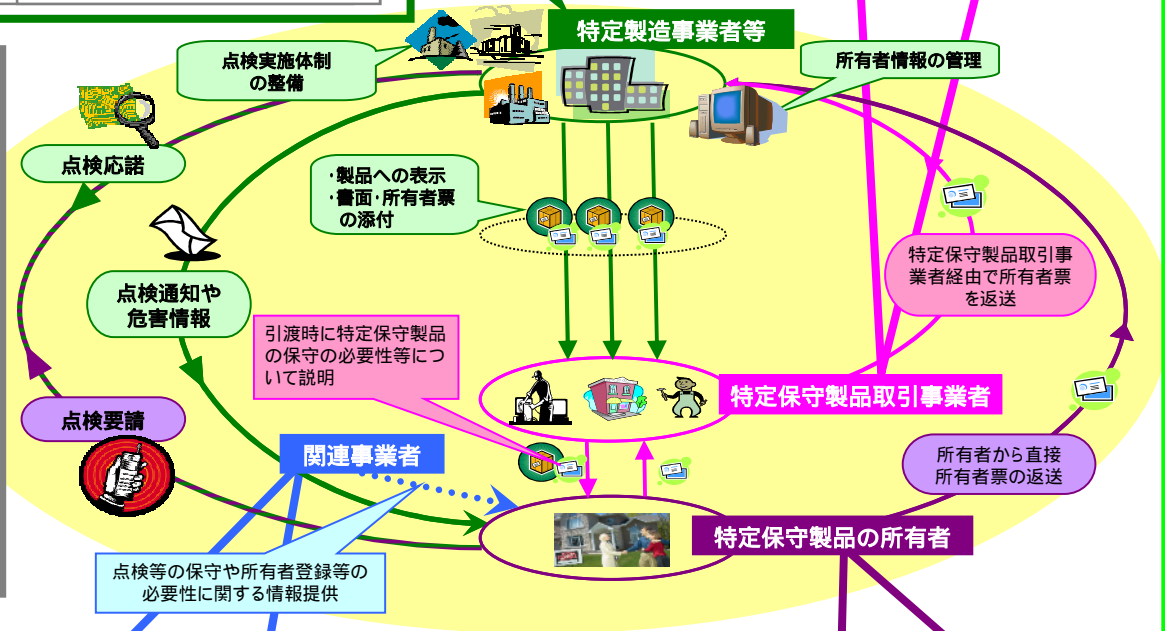 特定製造事業者等
点検実施体制
の整備
所有者情報の管理
点検応諾
・製品への表示
・書面・所有者票
の添付
特定保守製品取引事
業者経由で所有者票
を返送
点検通知や
危害情報
引渡時に特定保守製品
の保守の必要性等につ
いて説明
特定保守製品取引事業者
点検要請
関連事業者
所有者から直接
所有者票の返送
特定保守製品の所有者
点検等の保守や所有者登録等の
必要性に関する情報提供